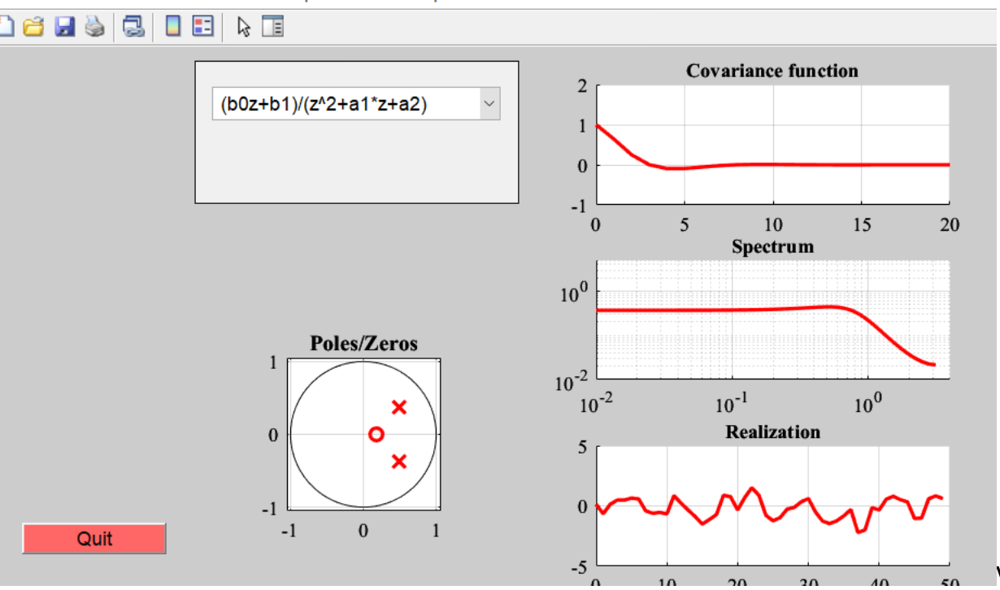 (b0z+b1)/(z^2+a1*z+a2)
Covariance function
2
1
0
-1
0 5 10 15 20
Spectrum
10^0
10^-2
10^-2 10^-1 10^0
Poles/Zeros
1
0
-1
-1 0 1
Realization
5
0
-5
0 10 20 30 40 50
Quit